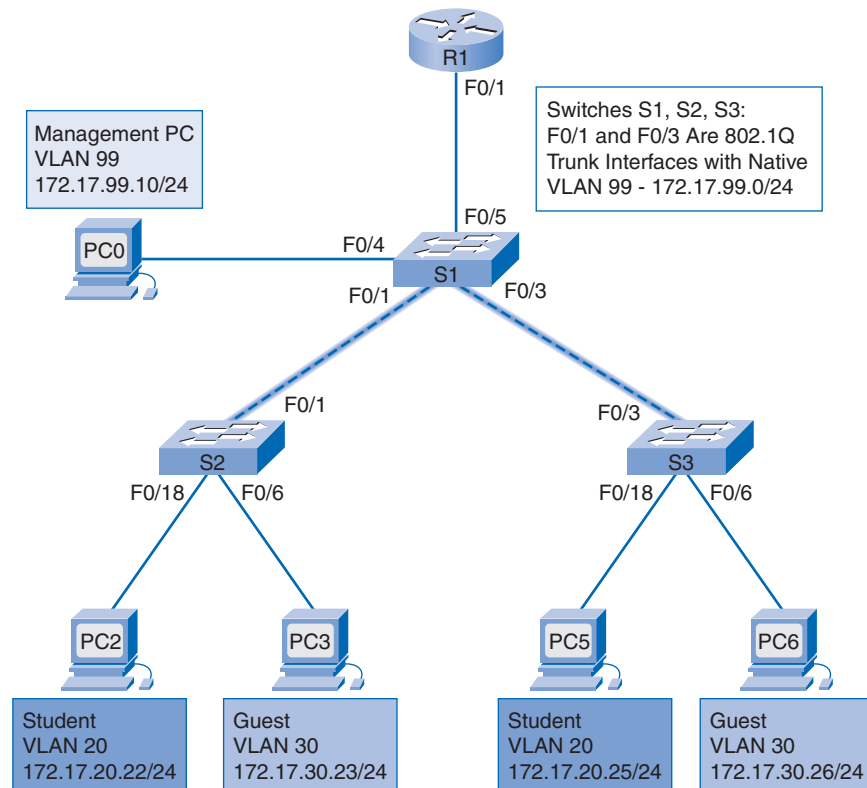 R1
F0/1
Management PC
VLAN 99
172.17.99.10/24
Switches S1, S2, S3:
F0/1 and F0/3 Are 802.1Q
Trunk Interfaces with Native
VLAN 99 - 172.17.99.0/24
F0/5
PC0
F0/4
S1
F0/1
F0/3
F0/1
F0/3
S2
S3
F0/18
F0/6
F0/18
F0/6
PC2
PC3
PC5
PC6
Student
VLAN 20
172.17.20.22/24
Guest
VLAN 30
172.17.30.23/24
Student
VLAN 20
172.17.20.25/24
Guest
VLAN 30
172.17.30.26/24